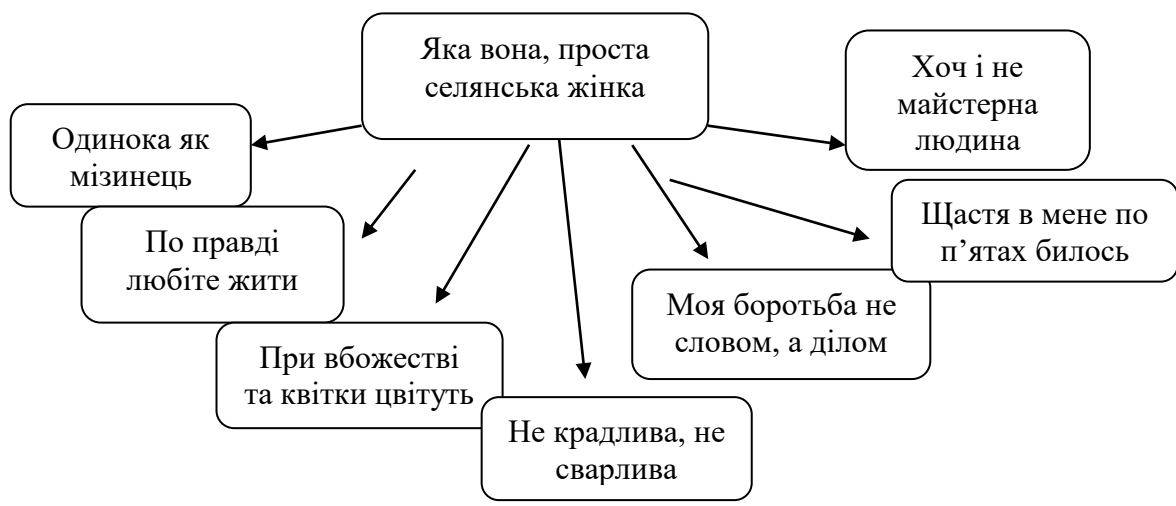 Яка вона, проста
селянська жінка
Одинока як
мізинець
По правді
любіте жити
При вбожестві
та квітки цвітуть
Не крадлива, не
сварлива
Моя боротьба не
словом, а ділом
Щастя в мене по
п’ятах билось
Хоч і не
майстерна
людина